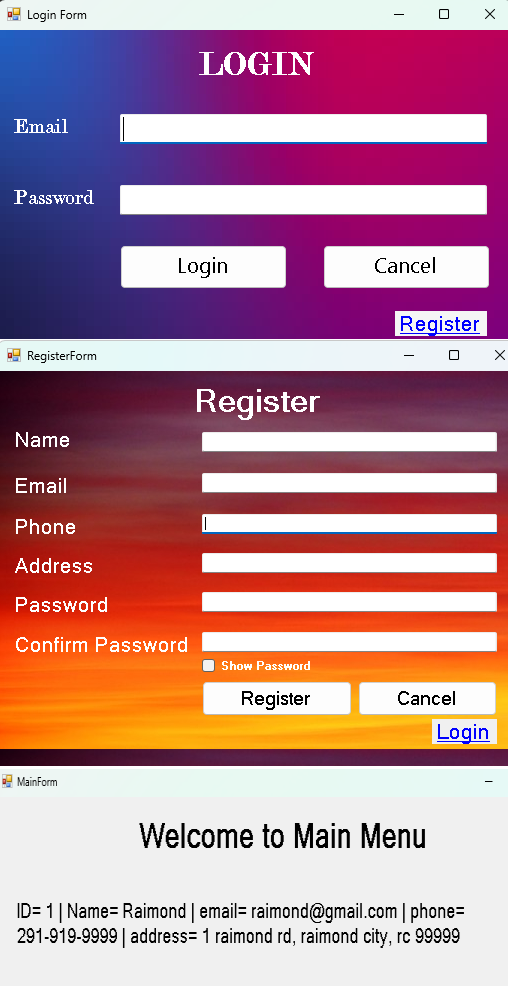 Login Form
LOGIN
Email
Password
Login Cancel
Register
RegisterForm
Register
Name
Email
Phone
Address
Password
Confirm Password
Show Password
Register Cancel
Login
MainForm
Welcome to Main Menu
ID= 1 | Name= Raimond | email= raimond@gmail.com | phone=
291-919-9999 | address= 1 raimond rd, raimond city, rc 99999